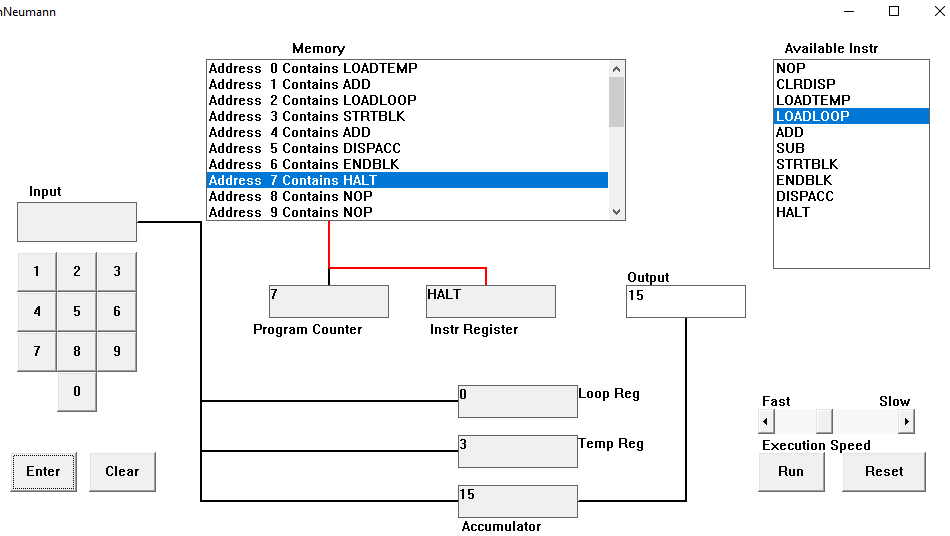 nNeumann
Memory
Address 0 Contains LOADTEMP
Address 1 Contains ADD
Address 2 Contains LOADLOOP
Address 3 Contains STRTBLK
Address 4 Contains ADD
Address 5 Contains DISPACC
Address 6 Contains ENDBLK
Address 7 Contains HALT
Address 8 Contains NOP
Address 9 Contains NOP
Available Instr
NOP
CLRDISP
LOADTEMP
LOADLOOP
ADD
SUB
STRTBLK
ENDBLK
DISPACC
HALT
Input
1 2 3
4 5 6
7 8 9
0
Enter Clear
7
Program Counter
HALT
Instr Register
Output
15
0
Loop Reg
3
Temp Reg
15
Accumulator
Fast Slow
Execution Speed
Run Reset